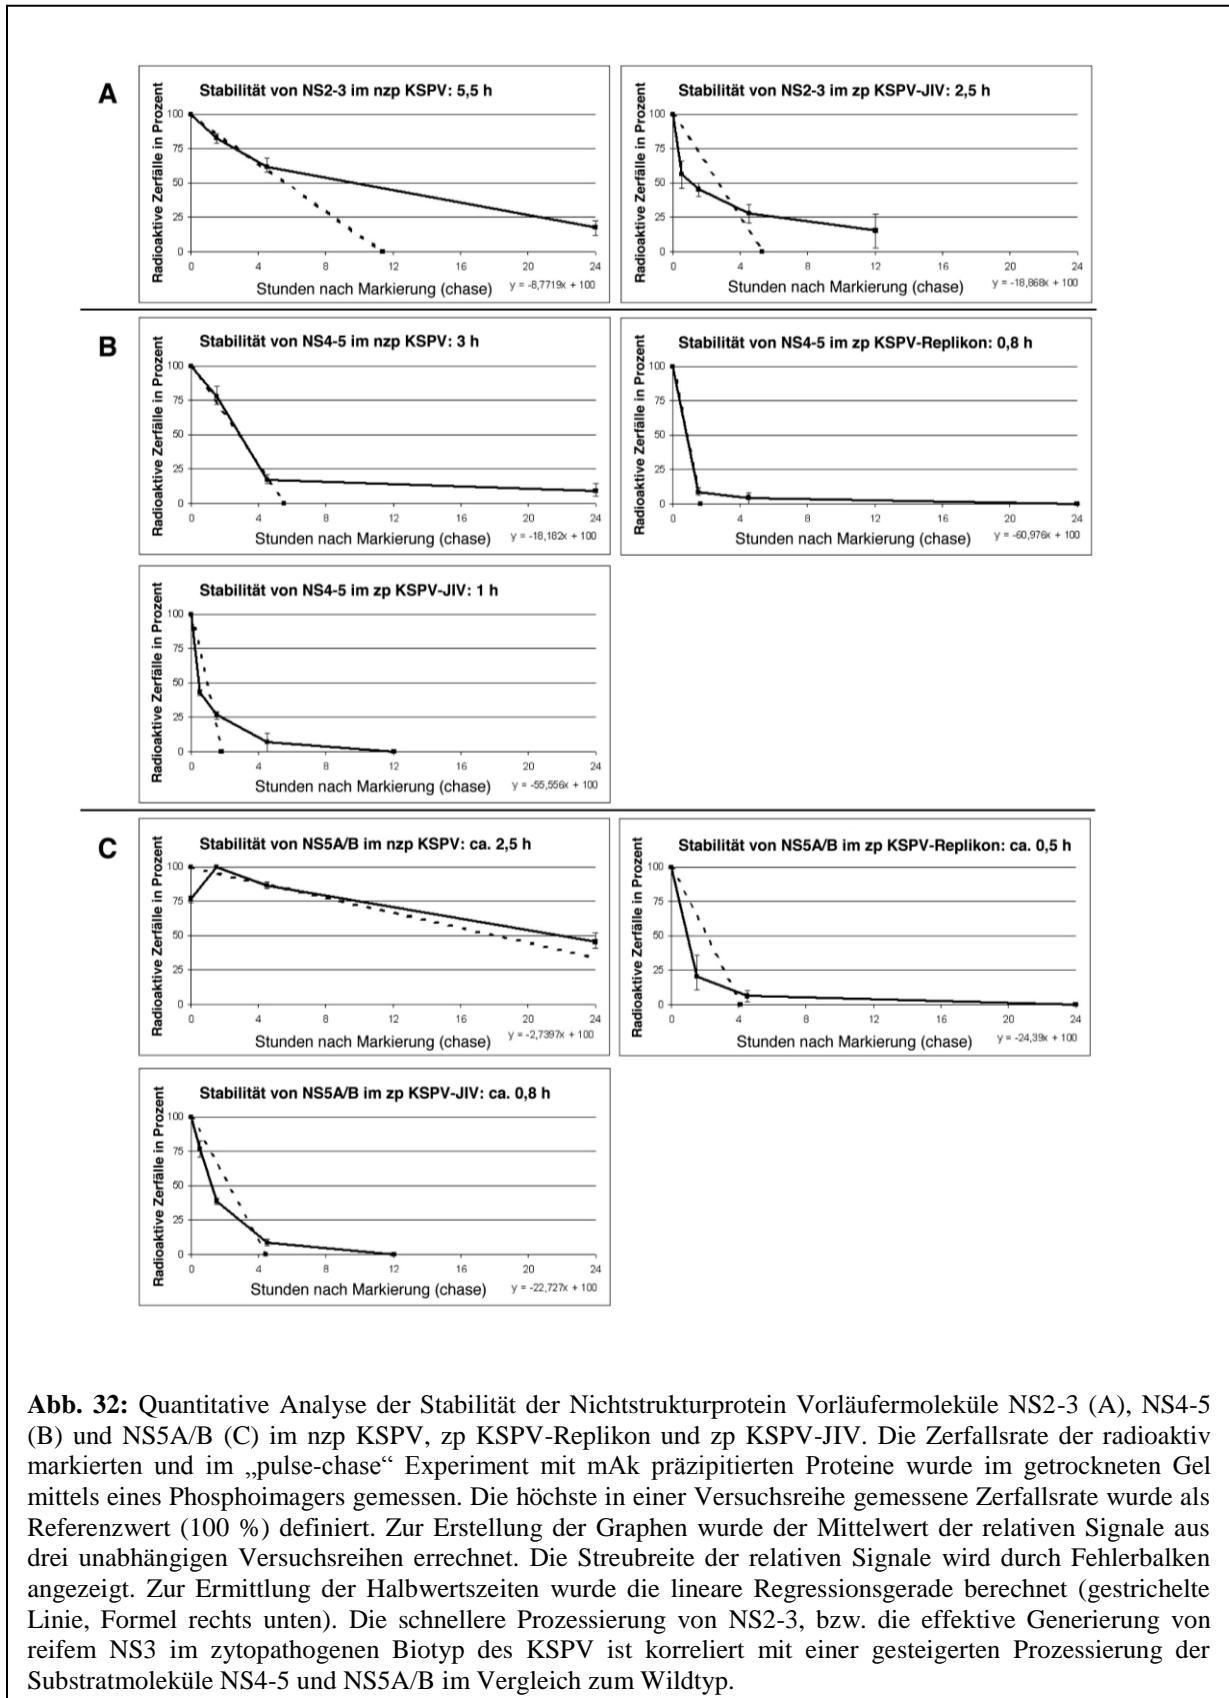 A
Stabilität von NS2-3 im nzp KSPV: 5,5 h
Radioaktive Zerfälle in Prozent
100
75
50
25
0
0 4 8 12 16 20 24
Stunden nach Markierung (chase)
y = -8,7719x + 100
Stabilität von NS2-3 im zp KSPV-JIV: 2,5 h
Radioaktive Zerfälle in Prozent
100
75
50
25
0
0 4 8 12 16 20 24
Stunden nach Markierung (chase)
y = -18,868x + 100
B
Stabilität von NS4-5 im nzp KSPV: 3 h
Radioaktive Zerfälle in Prozent
100
75
50
25
0
0 4 8 12 16 20 24
Stunden nach Markierung (chase)
y = -18,182x + 100
Stabilität von NS4-5 im zp KSPV-Replikon: 0,8 h
Radioaktive Zerfälle in Prozent
100
75
50
25
0
0 4 8 12 16 20 24
Stunden nach Markierung (chase)
y = -60,976x + 100
Stabilität von NS4-5 im zp KSPV-JIV: 1 h
Radioaktive Zerfälle in Prozent
100
75
50
25
0
0 4 8 12 16 20 24
Stunden nach Markierung (chase)
y = -55,556x + 100
C
Stabilität von NS5A/B im nzp KSPV: ca. 2,5 h
Radioaktive Zerfälle in Prozent
100
75
50
25
0
0 4 8 12 16 20 24
Stunden nach Markierung (chase)
y = -2,7397x + 100
Stabilität von NS5A/B im zp KSPV-Replikon: ca. 0,5 h
Radioaktive Zerfälle in Prozent
100
75
50
25
0
0 4 8 12 16 20 24
Stunden nach Markierung (chase)
y = -24,39x + 100
Stabilität von NS5A/B im zp KSPV-JIV: ca. 0,8 h
Radioaktive Zerfälle in Prozent
100
75
50
25
0
0 4 8 12 16 20 24
Stunden nach Markierung (chase)
y = -22,727x + 100
Abb. 32: Quantitative Analyse der Stabilität der Nichtstrukturprotein Vorläufermoleküle NS2-3 (A), NS4-5
(B) und NS5A/B (C) im nzp KSPV, zp KSPV-Replikon und zp KSPV-JIV. Die Zerfallsrate der radioaktiv
markierten und im „pulse-chase“ Experiment mit mAk präzipitierten Proteine wurde im getrockneten Gel
mittels eines Phosphoimagers gemessen. Die höchste in einer Versuchsreihe gemessene Zerfallsrate wurde als
Referenzwert (100 %) definiert. Zur Erstellung der Graphen wurde der Mittelwert der relativen Signale aus
drei unabhängigen Versuchsreihen errechnet. Die Streubreite der relativen Signale wird durch Fehlerbalken
angezeigt. Zur Ermittlung der Halbwertszeiten wurde die lineare Regressionsgerade berechnet (gestrichelte
Linie, Formel rechts unten). Die schnellere Prozessierung von NS2-3, bzw. die effektive Generierung von
reifem NS3 im zytopathogenen Biotyp des KSPV ist korreliert mit einer gesteigerten Prozessierung der
Substratmoleküle NS4-5 und NS5A/B im Vergleich zum Wildtyp.